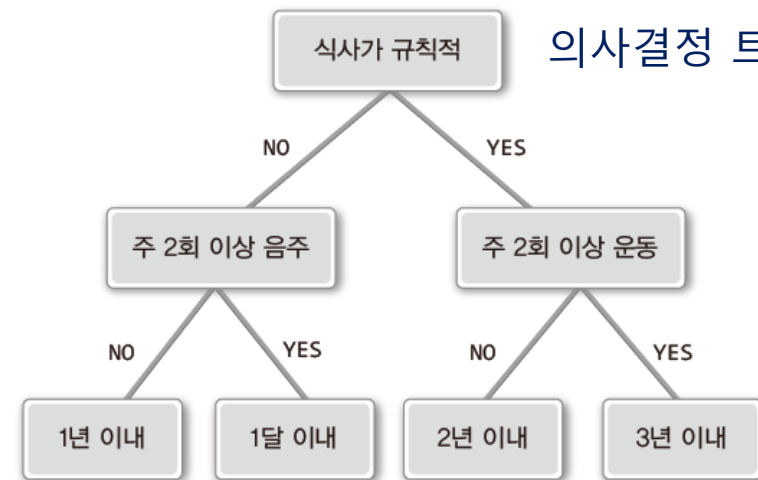 식사가 규칙적
의사결정 트
NO
YES
주 2회 이상 음주
주 2회 이상 운동
NO
YES
NO
YES
1년 이내
1달 이내
2년 이내
3년 이내